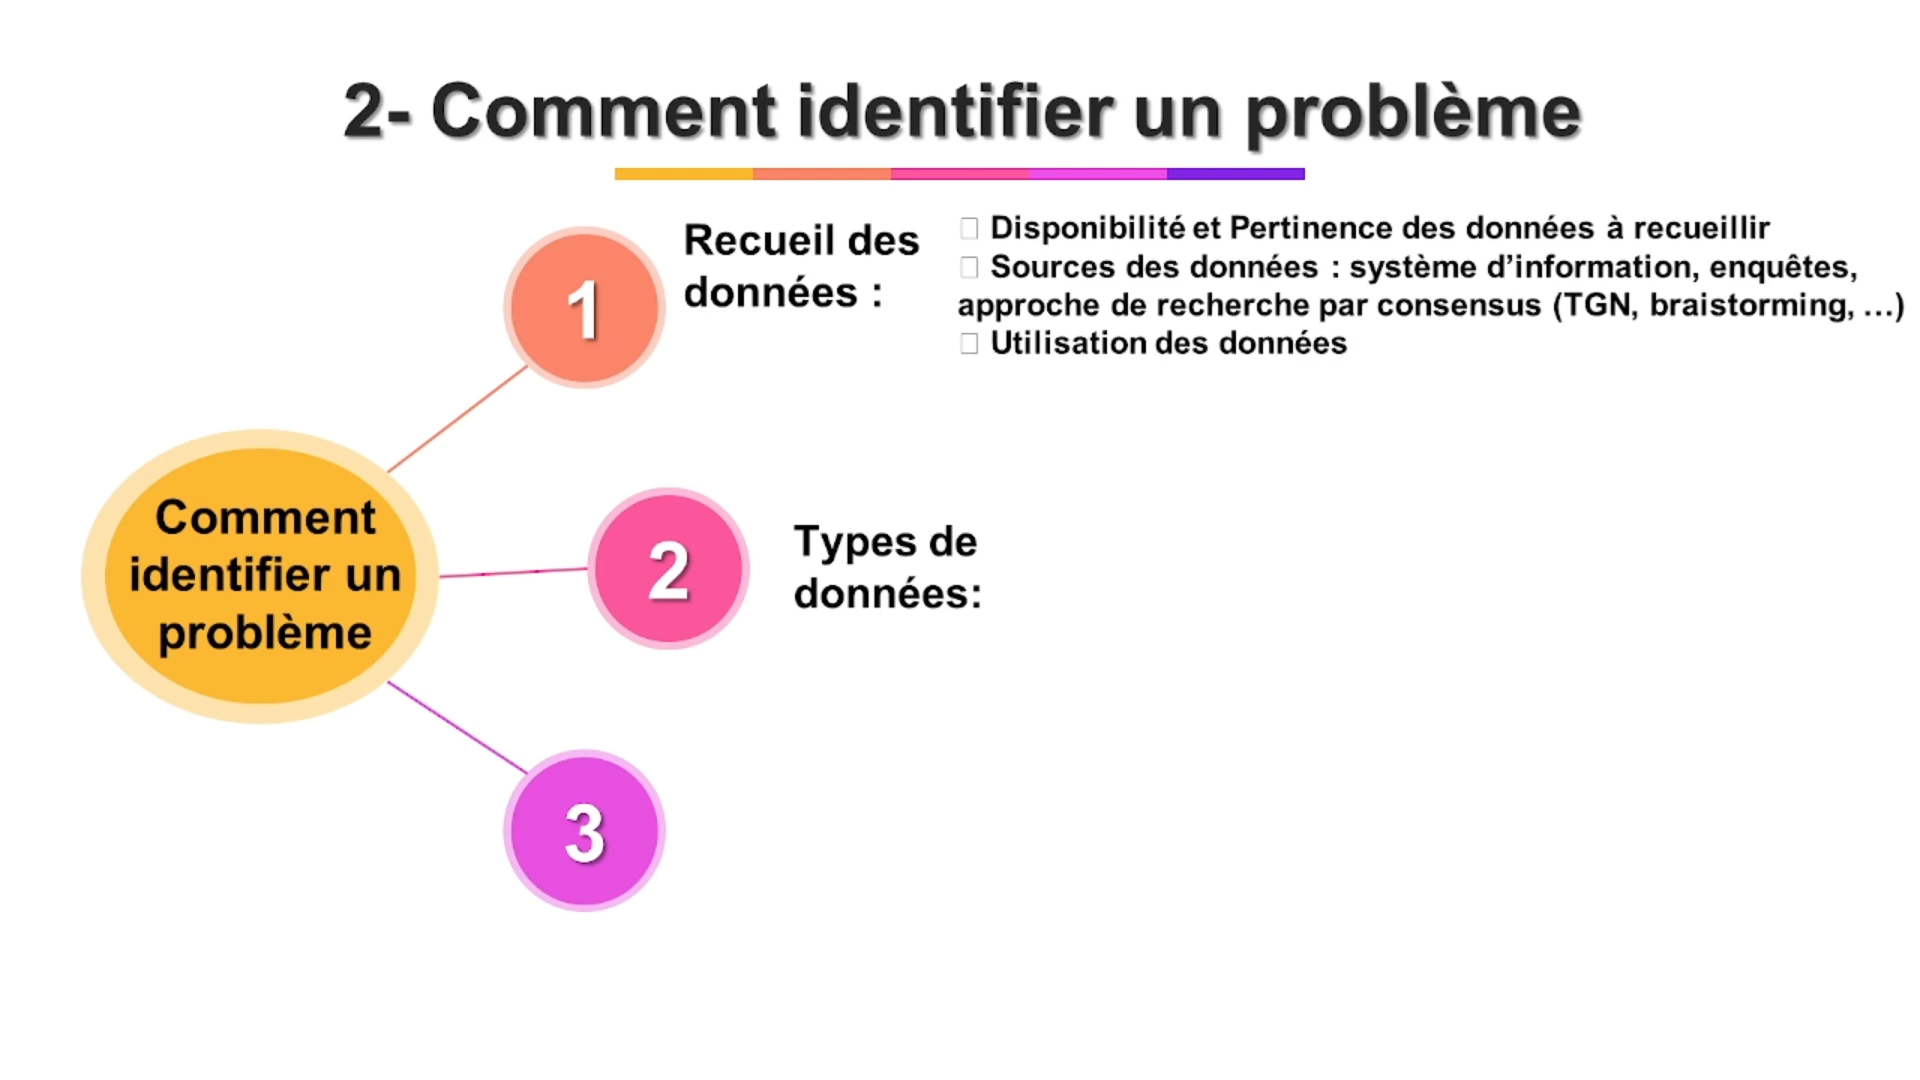 2- Comment identifier un problème
1
Recueil des
données :
Disponibilité et Pertinence des données à recueillir
Sources des données : système d’information, enquêtes,
approche de recherche par consensus (TGN, braistorming, ...)
Utilisation des données
Comment
identifier un
problème
2
Types de
données:
3